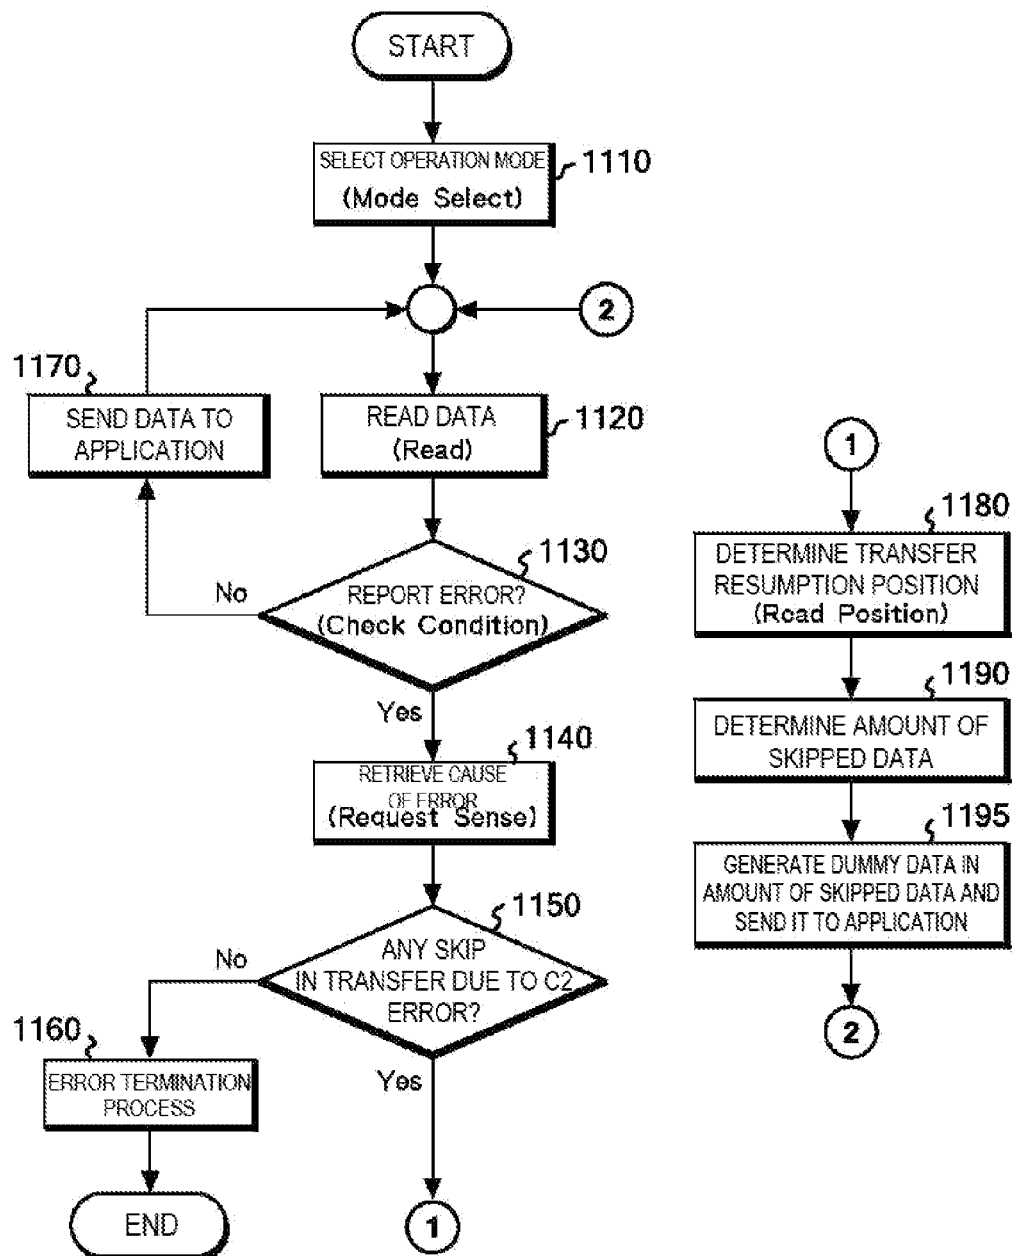 START
SELECT OPERATION MODE
(Mode Select)
1110
2
1170
SEND DATA TO
APPLICATION
READ DATA
(Read)
1120
1130
No
REPORT ERROR?
(Check Condition)
Yes
1140
RETRIEVE CAUSE
OF ERROR
(Request Sense)
1150
No
ANY SKIP
IN TRANSFER DUE TO C2
ERROR?
1160
ERROR TERMINATION
PROCESS
Yes
END
1
1
1180
DETERMINE TRANSFER
RESUMPTION POSITION
(Read Position)
1190
DETERMINE AMOUNT OF
SKIPPED DATA
1195
GENERATE DUMMY DATA IN
AMOUNT OF SKIPPED DATA AND
SEND IT TO APPLICATION
2